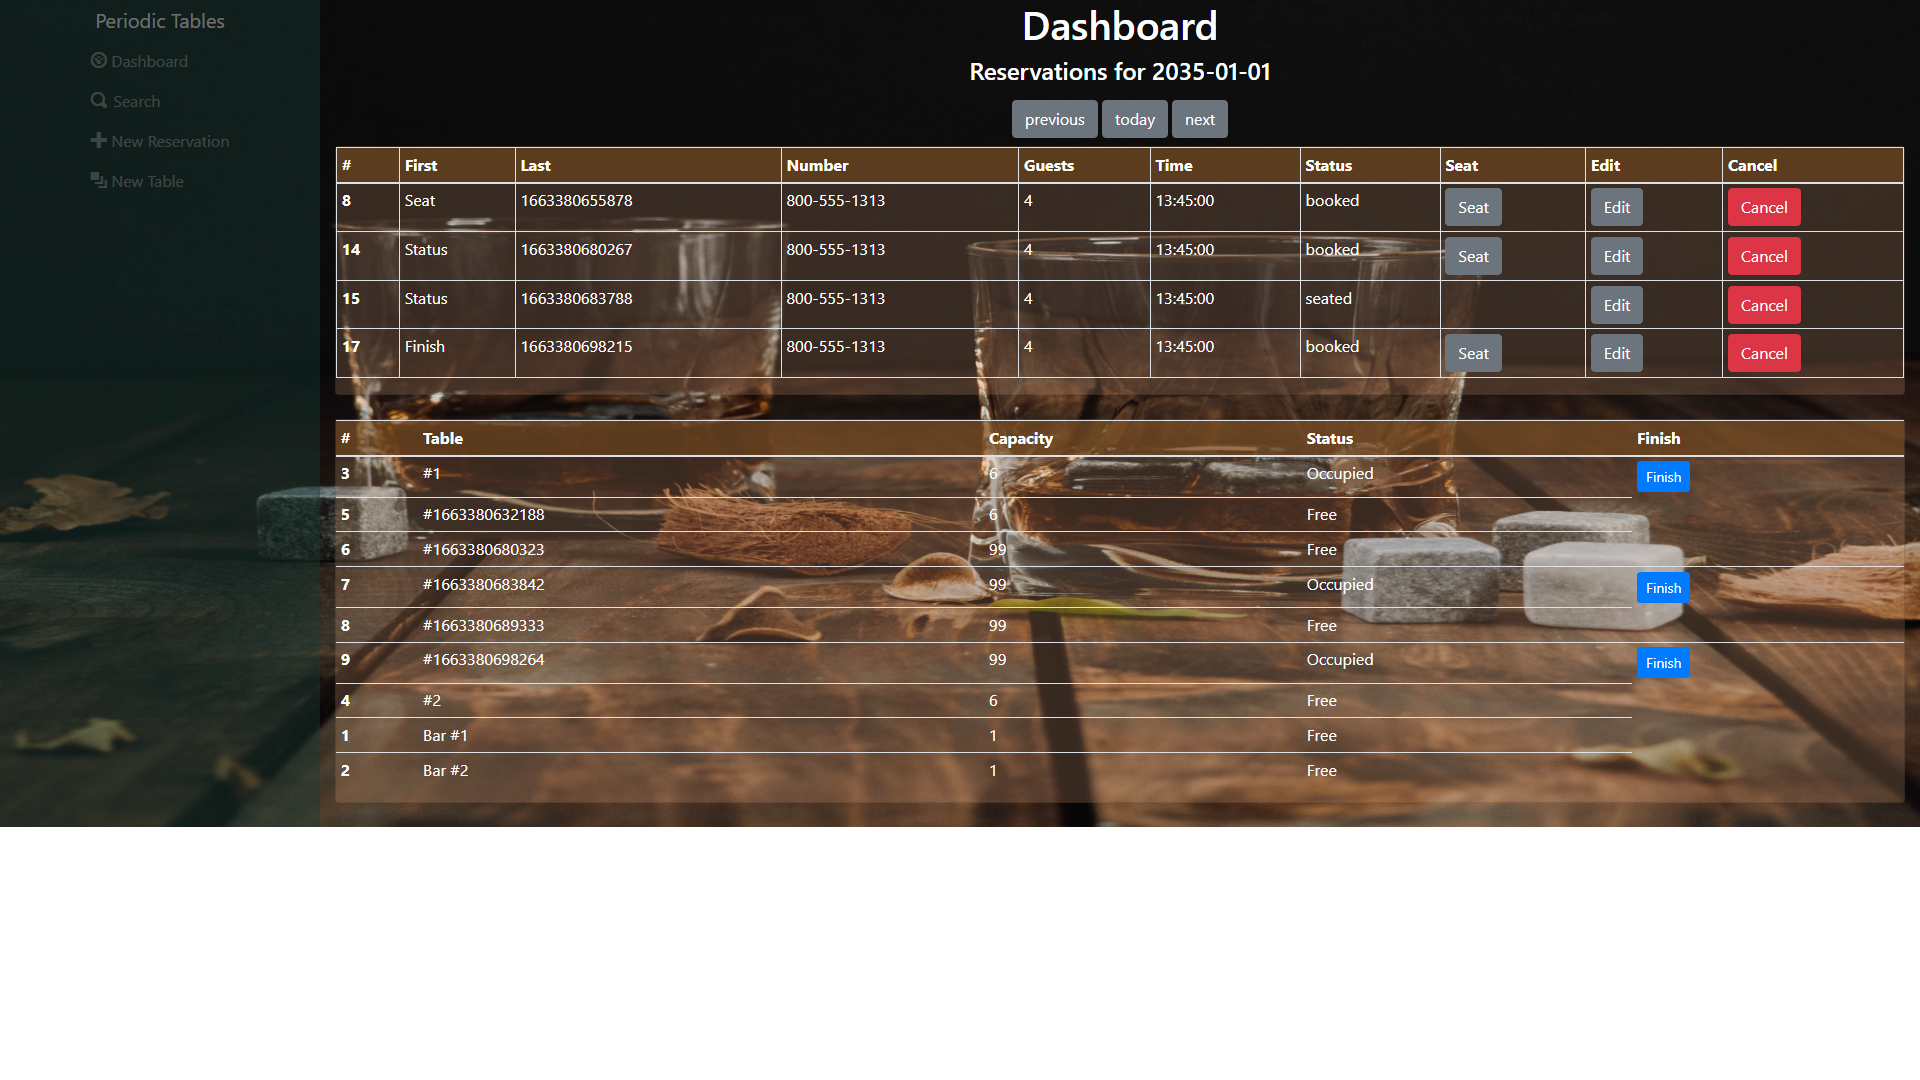 Periodic Tables
Dashboard
Search
New Reservation
New Table
Dashboard
Reservations for 2035-01-01
previous today next
# First Last Number Guests Time Status Seat Edit Cancel
8 Seat 1663380655878 800-555-1313 4 13:45:00 booked Seat Edit Cancel
14 Status 1663380680267 800-555-1313 4 13:45:00 booked Seat Edit Cancel
15 Status 1663380683788 800-555-1313 4 13:45:00 seated Edit Cancel
17 Finish 1663380698215 800-555-1313 4 13:45:00 booked Seat Edit Cancel
# Table Capacity Status Finish
3 #1 6 Occupied Finish
5 #1663380632188 6 Free
6 #1663380680323 99 Free
7 #1663380683842 99 Occupied Finish
8 #1663380689333 99 Free
9 #1663380698264 99 Occupied Finish
4 #2 6 Free
1 Bar #1 1 Free
2 Bar #2 1 Free